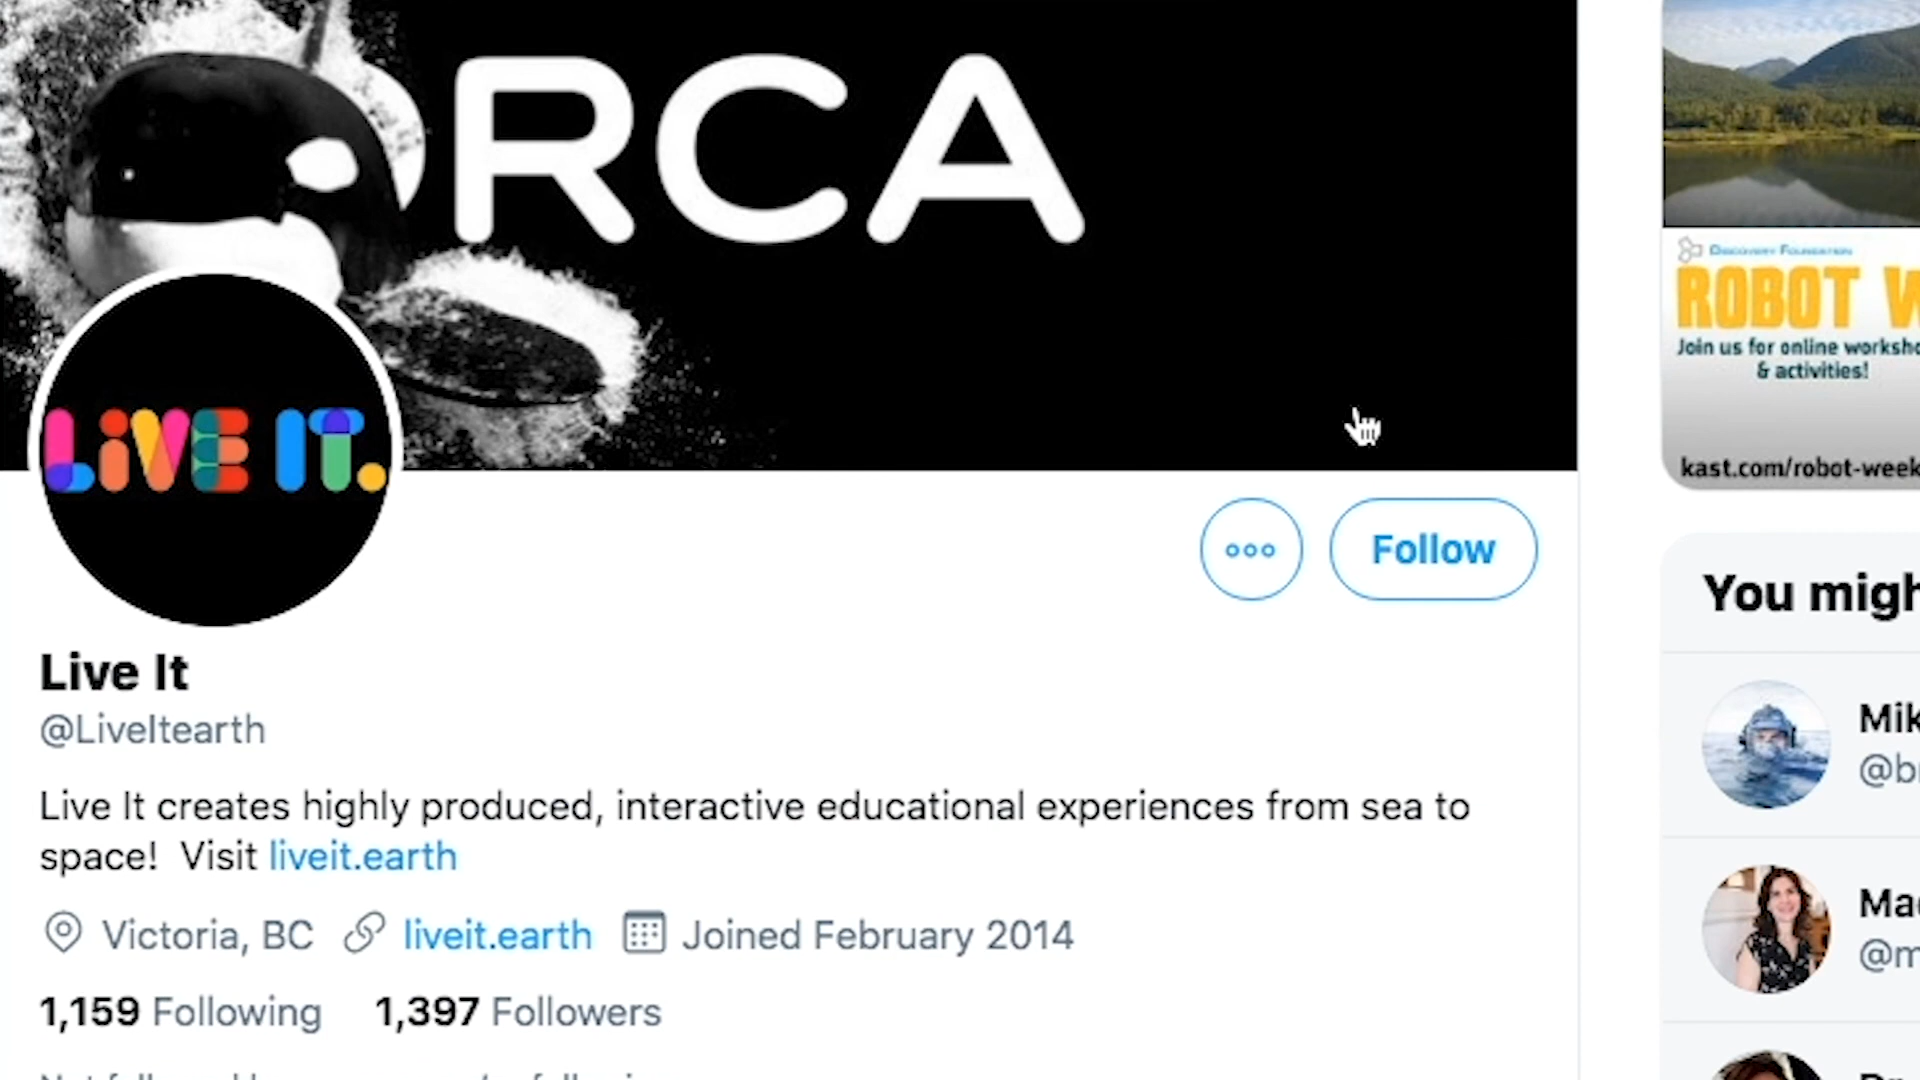 ORCA
LiVE IT.
Follow
Live It
@LiveItearth
Live It creates highly produced, interactive educational experiences from sea to
space! Visit liveit.earth
Victoria, BC liveit.earth Joined February 2014
1,159 Following 1,397 Followers
DISCOVERY FOUNDATION
ROBOT W
Join us for online worksho
& activities!
kast.com/robot-week
You migh
Mik
@b
Ma
@m